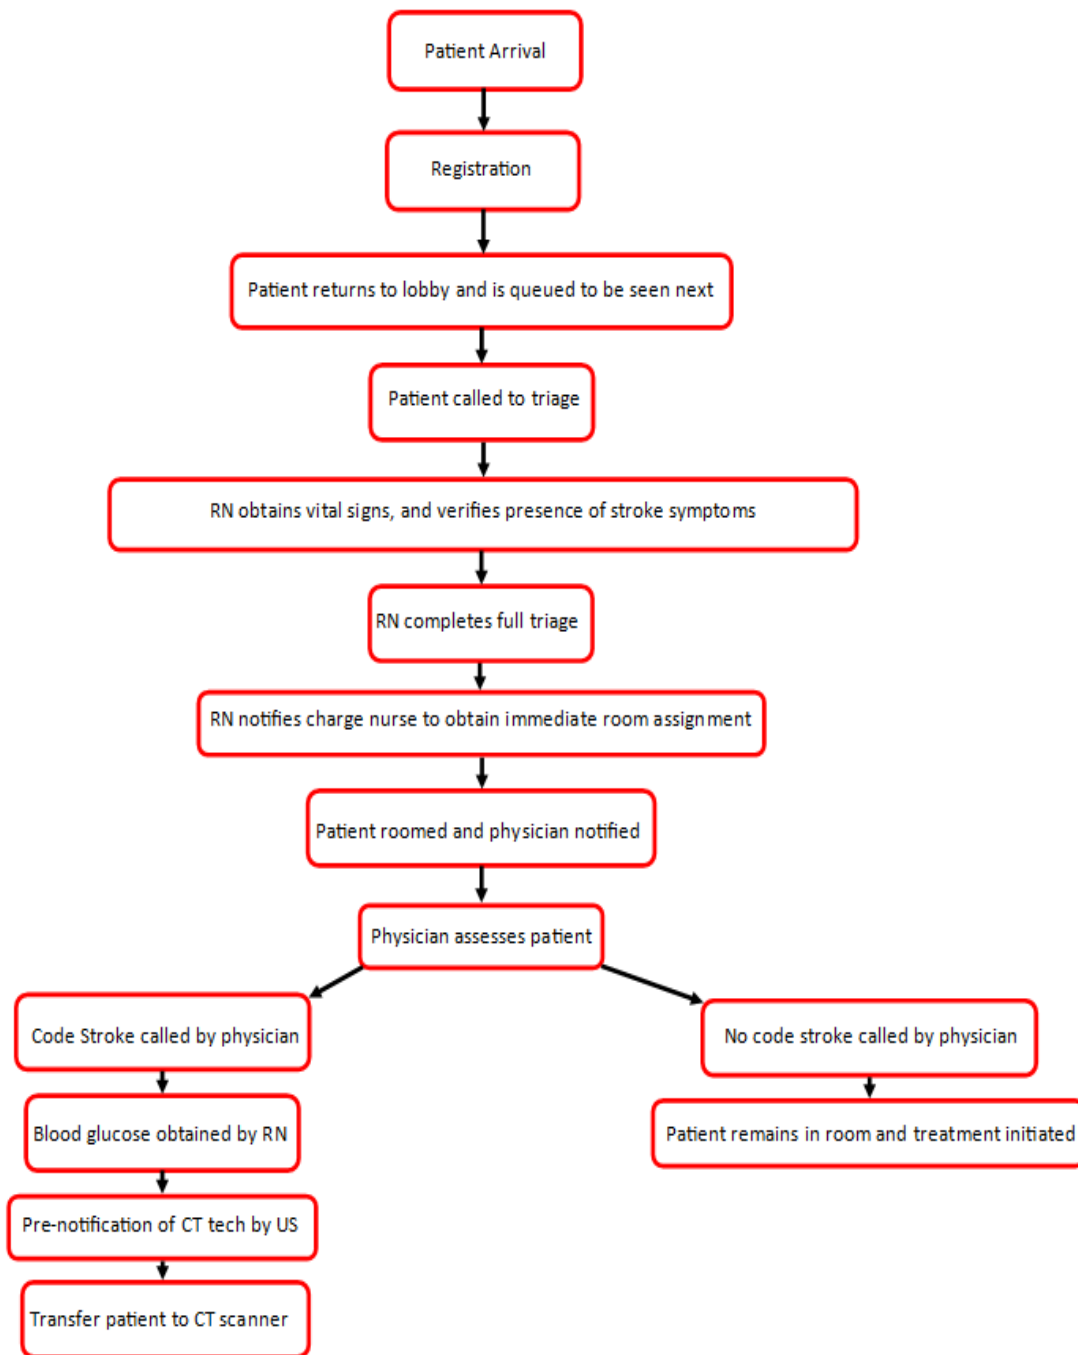 Patient Arrival
Registration
Patient returns to lobby and is queued to be seen next
Patient called to triage
RN obtains vital signs, and verifies presence of stroke symptoms
RN completes full triage
RN notifies charge nurse to obtain immediate room assignment
Patient roomed and physician notified
Physician assesses patient
Code Stroke called by physician
No code stroke called by physician
Blood glucose obtained by RN
Patient remains in room and treatment initiated
Pre-notification of CT tech by US
Transfer patient to CT scanner